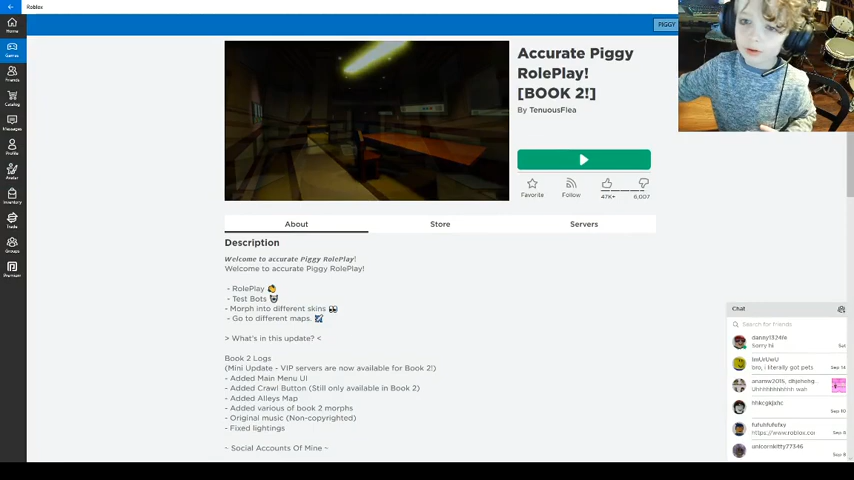 Roblox
PIGGY
Home
Games
Friends
Catalog
Messages
Profile
Avatar
Inventory
Trade
Groups
Premium
Accurate Piggy
RolePlay!
[BOOK 2!]
By TenuousFlea
Favorite
Follow
47K+
6,007
About
Store
Servers
Description
Welcome to accurate Piggy RolePlay!
Welcome to accurate Piggy RolePlay!
- RolePlay
- Test Bots
- Morph into different skins
- Go to different maps.
> What's in this update? <
Book 2 Logs
(Mini Update - VIP servers are now available for Book 2!)
- Added Main Menu UI
- Added Crawl Button (Still only available in Book 2)
- Added Alleys Map
- Added various of book 2 morphs
- Original music (Non-copyrighted)
- Fixed lightings
~ Social Accounts Of Mine ~
Chat
Search for friends
Sorry hi
Sat
bro, i literally got pets
Sep 14
Sep 10
https://www.roblox.co
Sep 9
unicornkitty77346
Sep 8